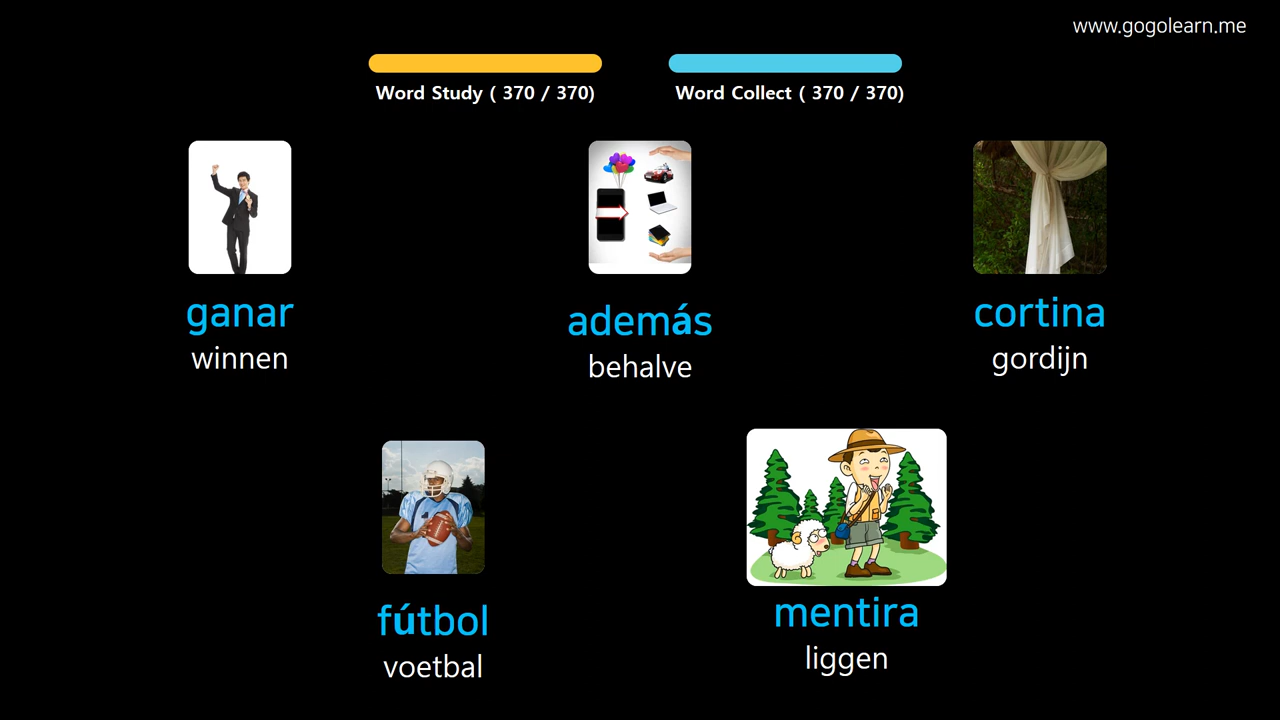 www.gogolearn.me
Word Study ( 370 / 370)
Word Collect ( 370 / 370)
ganar
winnen
además
behalve
cortina
gordijn
fútbol
voetbal
mentira
liggen